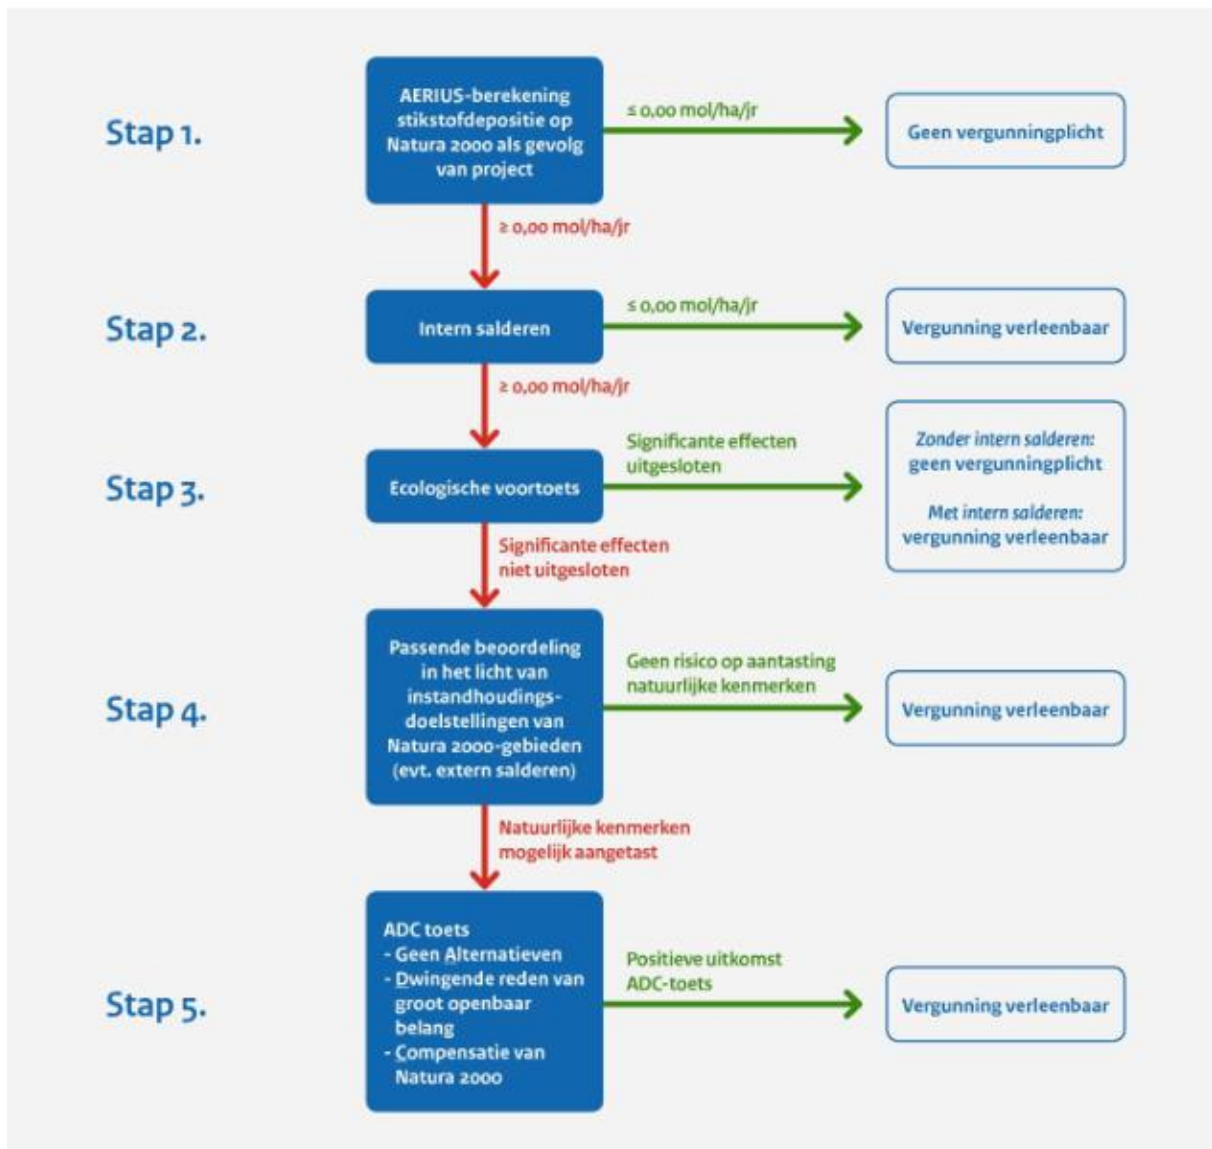 Stap 1.
AERIUS-berekening
stikstofdepositie op
Natura 2000 als gevolg
van project
≤ 0,00 mol/ha/jr
Geen vergunningplicht
≥ 0,00 mol/ha/jr
Stap 2.
Intern salderen
≤ 0,00 mol/ha/jr
Vergunning verleenbaar
≥ 0,00 mol/ha/jr
Stap 3.
Ecologische voortoets
Significante effecten
uitgesloten
Zonder intern salderen:
geen vergunningplicht
Met intern salderen:
vergunning verleenbaar
Significante effecten
niet uitgesloten
Stap 4.
Passende beoordeling
in het licht van
instandhoudings-
doelstellingen van
Natura 2000-gebieden
(evt. extern salderen)
Geen risico op aantasting
natuurlijke kenmerken
Vergunning verleenbaar
Natuurlijke kenmerken
mogelijk aangetast
Stap 5.
ADC toets
- Geen Alternatieven
- Dwingende reden van
groot openbaar
belang
- Compensatie van
Natura 2000
Positieve uitkomst
ADC-toets
Vergunning verleenbaar